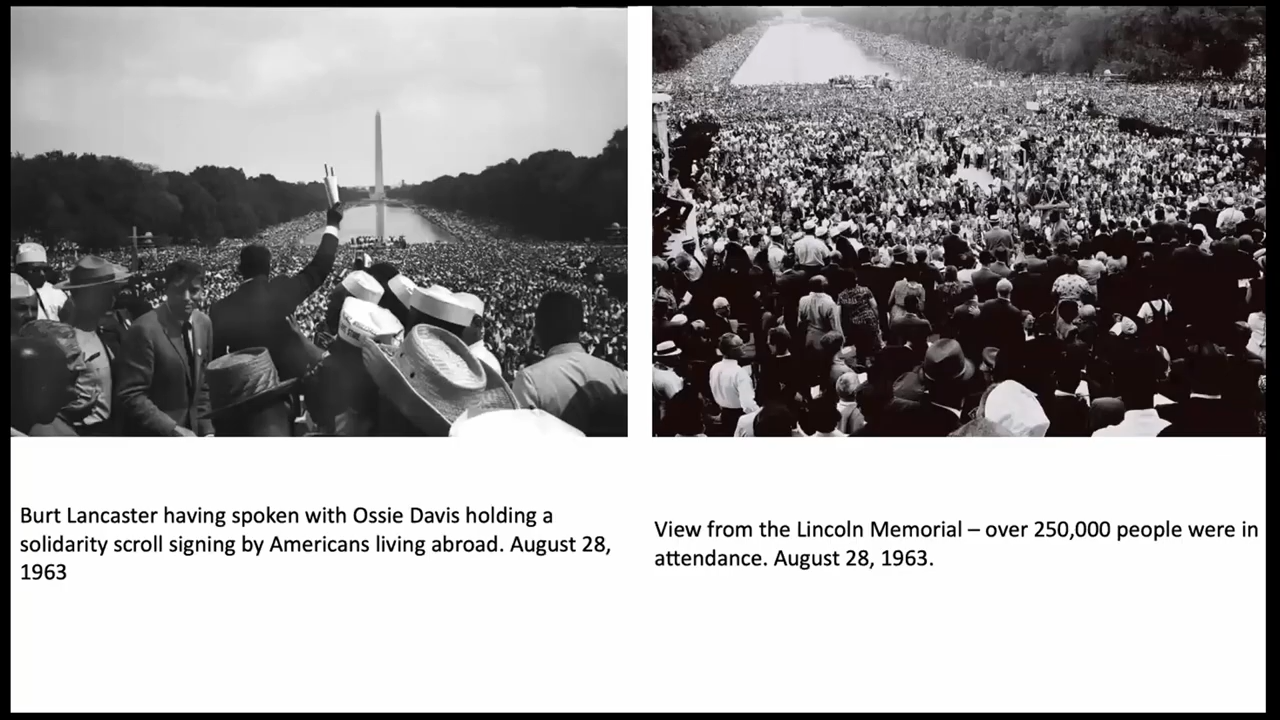 Burt Lancaster having spoken with Ossie Davis holding a
solidarity scroll signing by Americans living abroad. August 28,
1963
View from the Lincoln Memorial – over 250,000 people were in
attendance. August 28, 1963.